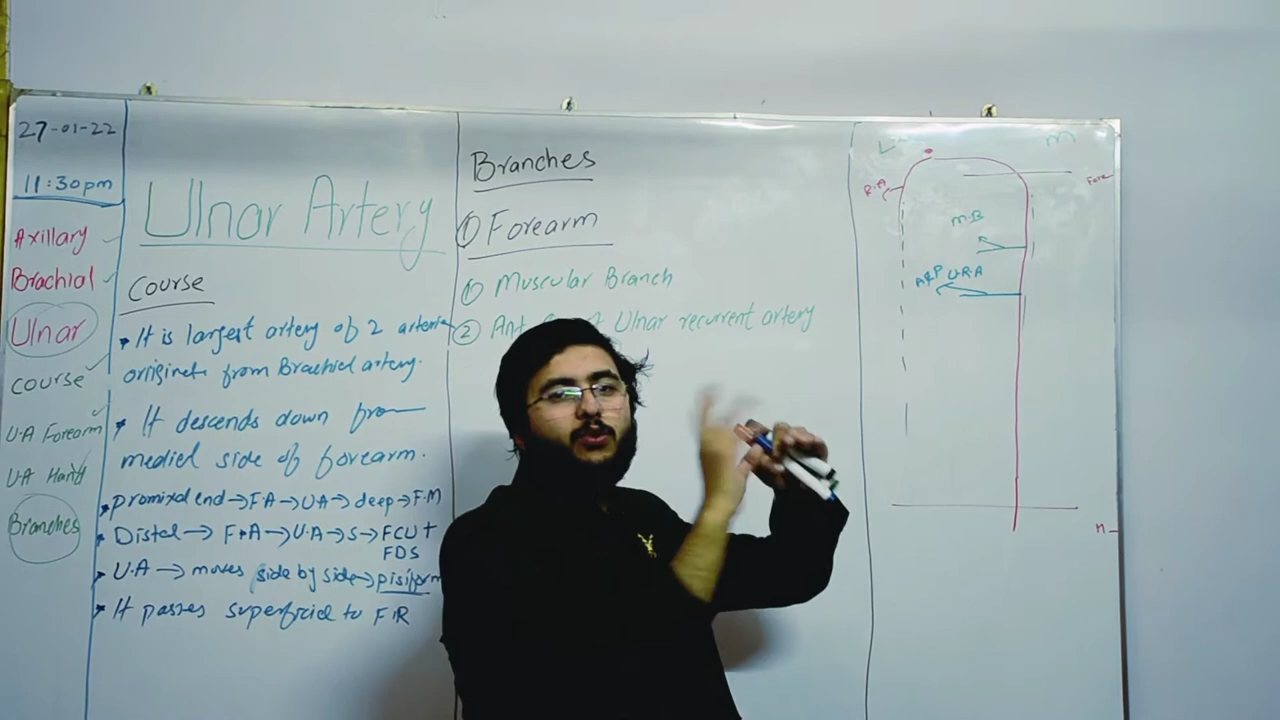 27-01-22
11:30pm
Axillary
Brachial
Ulnar
course
U.A Forearm
U.A Hand
Branches
Ulnar Artery
Course
• It is largest artery of 2 arteries
originate from Brachial artery.
• It descends down from
medial side of forearm.
promixal end → F.A → U.A → deep → F.M
Distal → F.A → U.A → S → FCU +
FDS
U.A → moves side by side → pisiform
It passes superficial to F.R
Branches
① Forearm
① Muscular Branch
② Ant Ulnar recurrent artery
L
M
R.A
Fore
M.B
A&P U.R.A
H